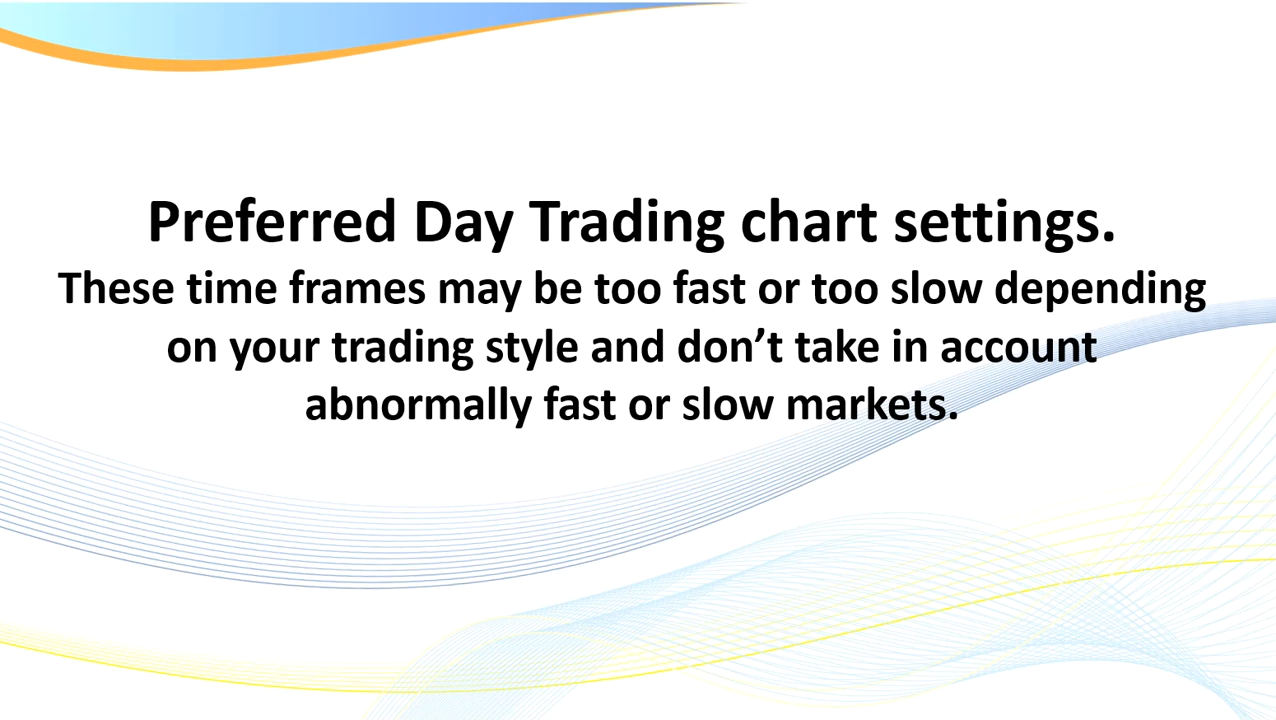 Preferred Day Trading chart settings.
These time frames may be too fast or too slow depending
on your trading style and don’t take in account
abnormally fast or slow markets.